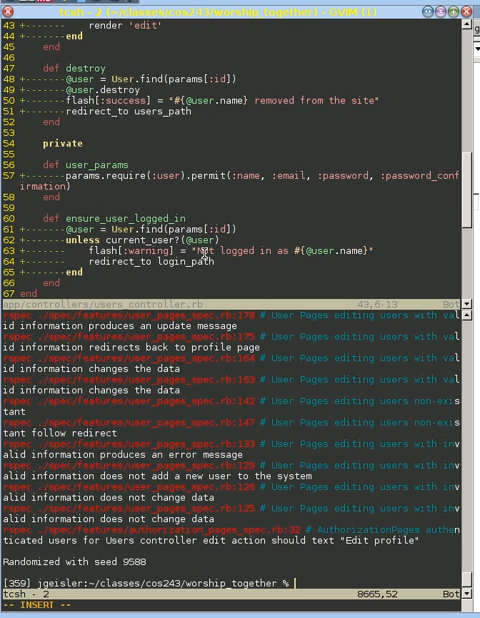 tcsh - 2 (~/classes/cos243/worship_together) - GVIM (1)
43 +------- render 'edit'
44 +-------end
45 end
46
47 def destroy
48 +-------@user = User.find(params[:id])
49 +-------@user.destroy
50 +-------flash[:success] = "#{@user.name} removed from the site"
51 +-------redirect_to users_path
52 end
53
54 private
55
56 def user_params
57 +-------params.require(:user).permit(:name, :email, :password, :password_conf
irmation)
58 end
59
60 def ensure_user_logged_in
61 +-------@user = User.find(params[:id])
62 +-------unless current_user?(@user)
63 +------- flash[:warning] = "Not logged in as #{@user.name}"
64 +------- redirect_to login_path
65 +-------end
66 end
67 end
app/controllers/users_controller.rb 43,6-13 Bot
rspec ./spec/features/user_pages_spec.rb:178 # User Pages editing users with val
id information produces an update message
rspec ./spec/features/user_pages_spec.rb:175 # User Pages editing users with val
id information redirects back to profile page
rspec ./spec/features/user_pages_spec.rb:164 # User Pages editing users with val
id information changes the data
rspec ./spec/features/user_pages_spec.rb:163 # User Pages editing users with val
id information changes the data
rspec ./spec/features/user_pages_spec.rb:142 # User Pages editing users non-exis
tant
rspec ./spec/features/user_pages_spec.rb:147 # User Pages editing users non-exis
tant follow redirect
rspec ./spec/features/user_pages_spec.rb:133 # User Pages editing users with inv
alid information produces an error message
rspec ./spec/features/user_pages_spec.rb:129 # User Pages editing users with inv
alid information does not add a new user to the system
rspec ./spec/features/user_pages_spec.rb:126 # User Pages editing users with inv
alid information does not change data
rspec ./spec/features/user_pages_spec.rb:125 # User Pages editing users with inv
alid information does not change data
rspec ./spec/features/authorization_pages_spec.rb:32 # AuthorizationPages authen
ticated users for Users controller edit action should text "Edit profile"

Randomized with seed 9588

[359] jgeisler:~/classes/cos243/worship_together %
tcsh - 2 8665,52 Bot
-- INSERT --